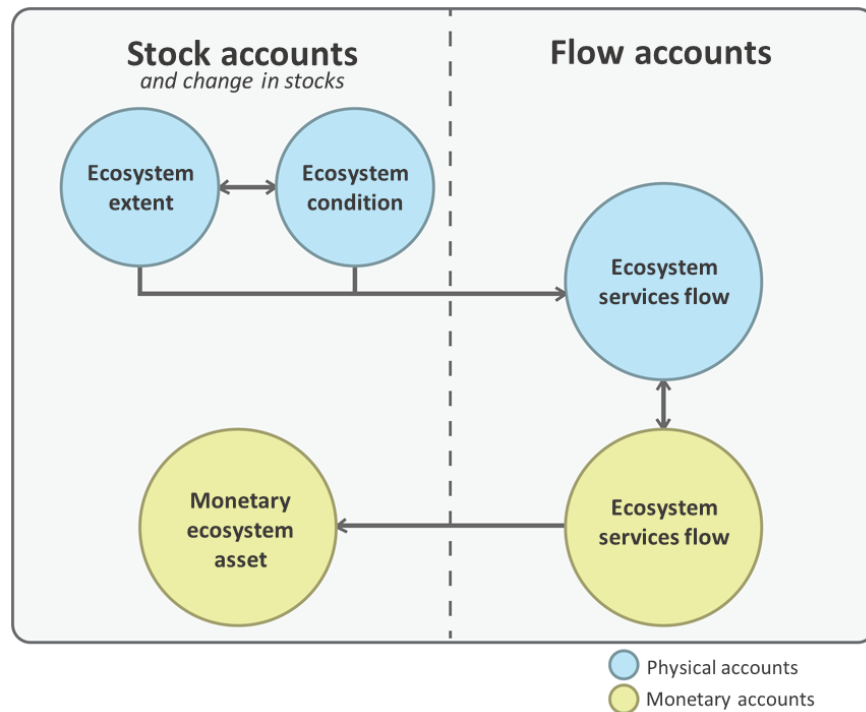 Stock accounts
and change in stocks
Flow accounts
Ecosystem
extent
Ecosystem
condition
Ecosystem
services flow
Monetary
ecosystem
asset
Ecosystem
services flow
Physical accounts
Monetary accounts